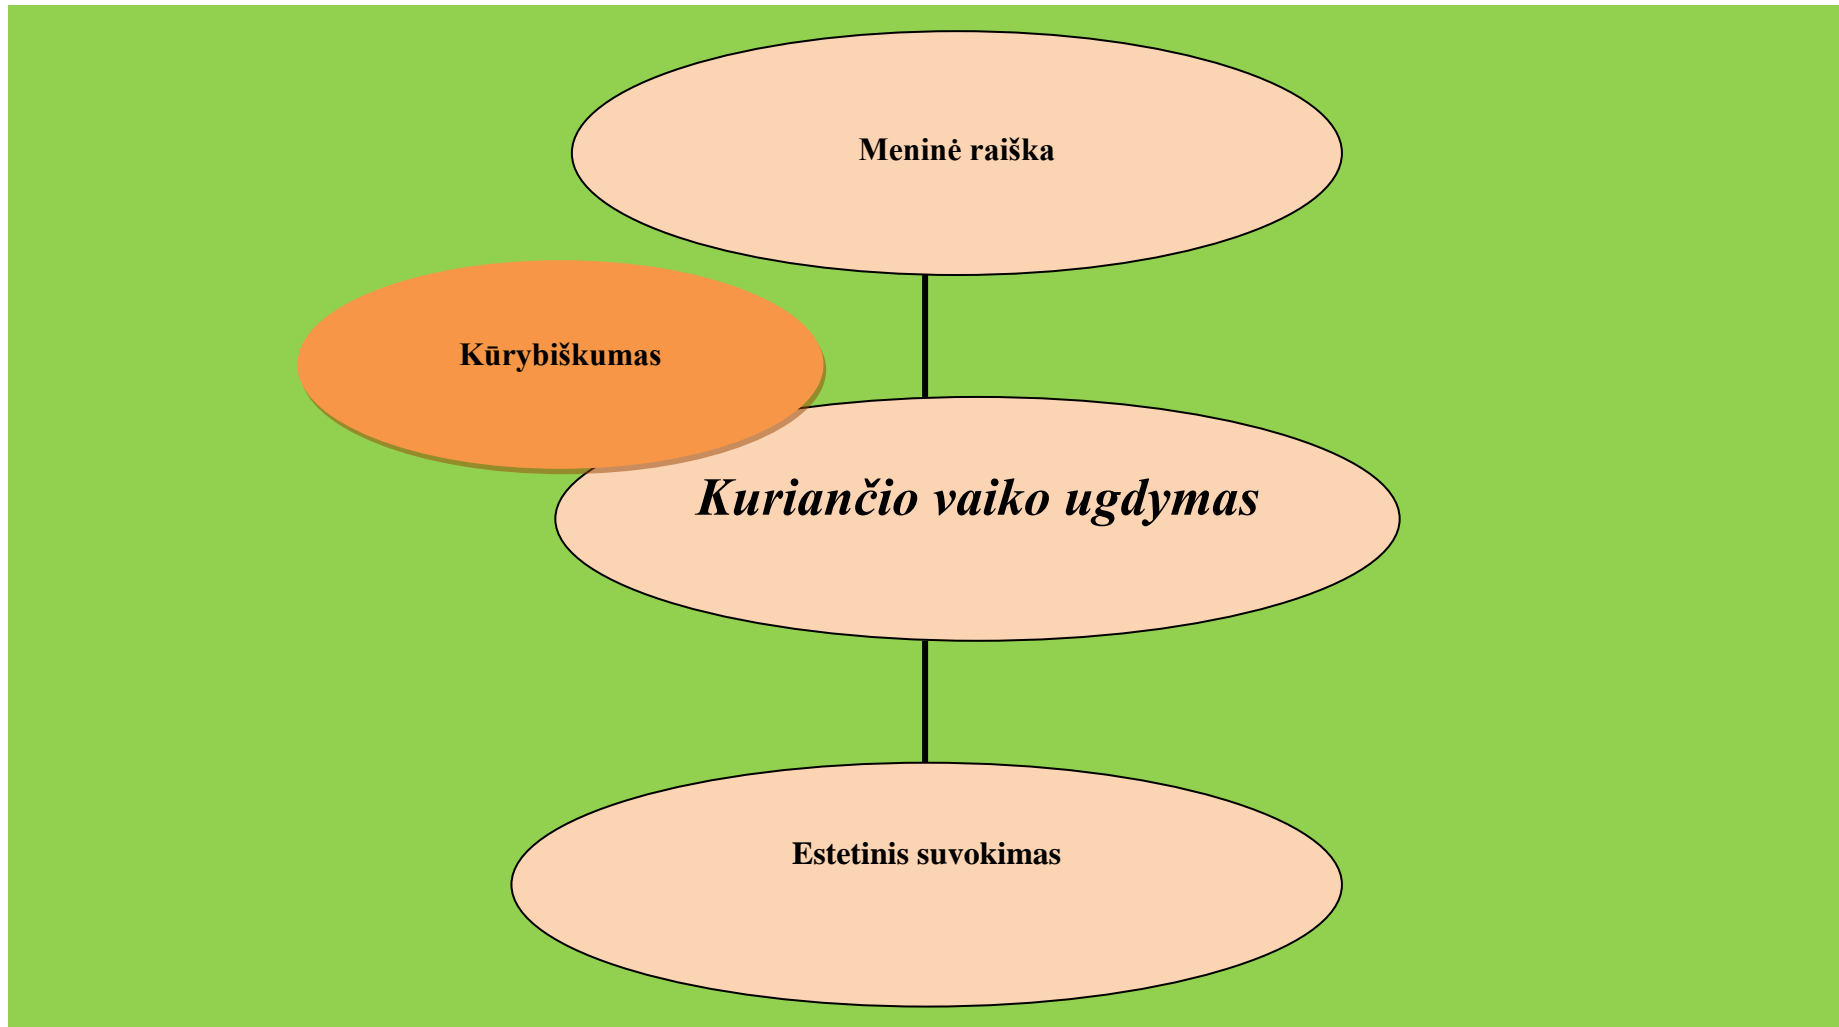 Meninė raiška
Kūrybiškumas
Kuriančio vaiko ugdymas
Estetinis suvokimas